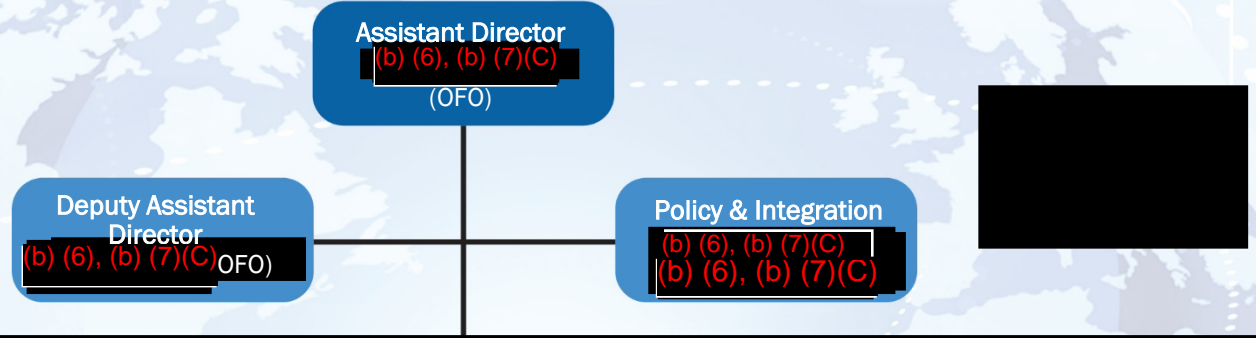 Assistant Director
(b) (6), (b) (7)(C)
(OFO)
Deputy Assistant
Director
(b) (6), (b) (7)(C) OFO)
Policy & Integration
(b) (6), (b) (7)(C)
(b) (6), (b) (7)(C)